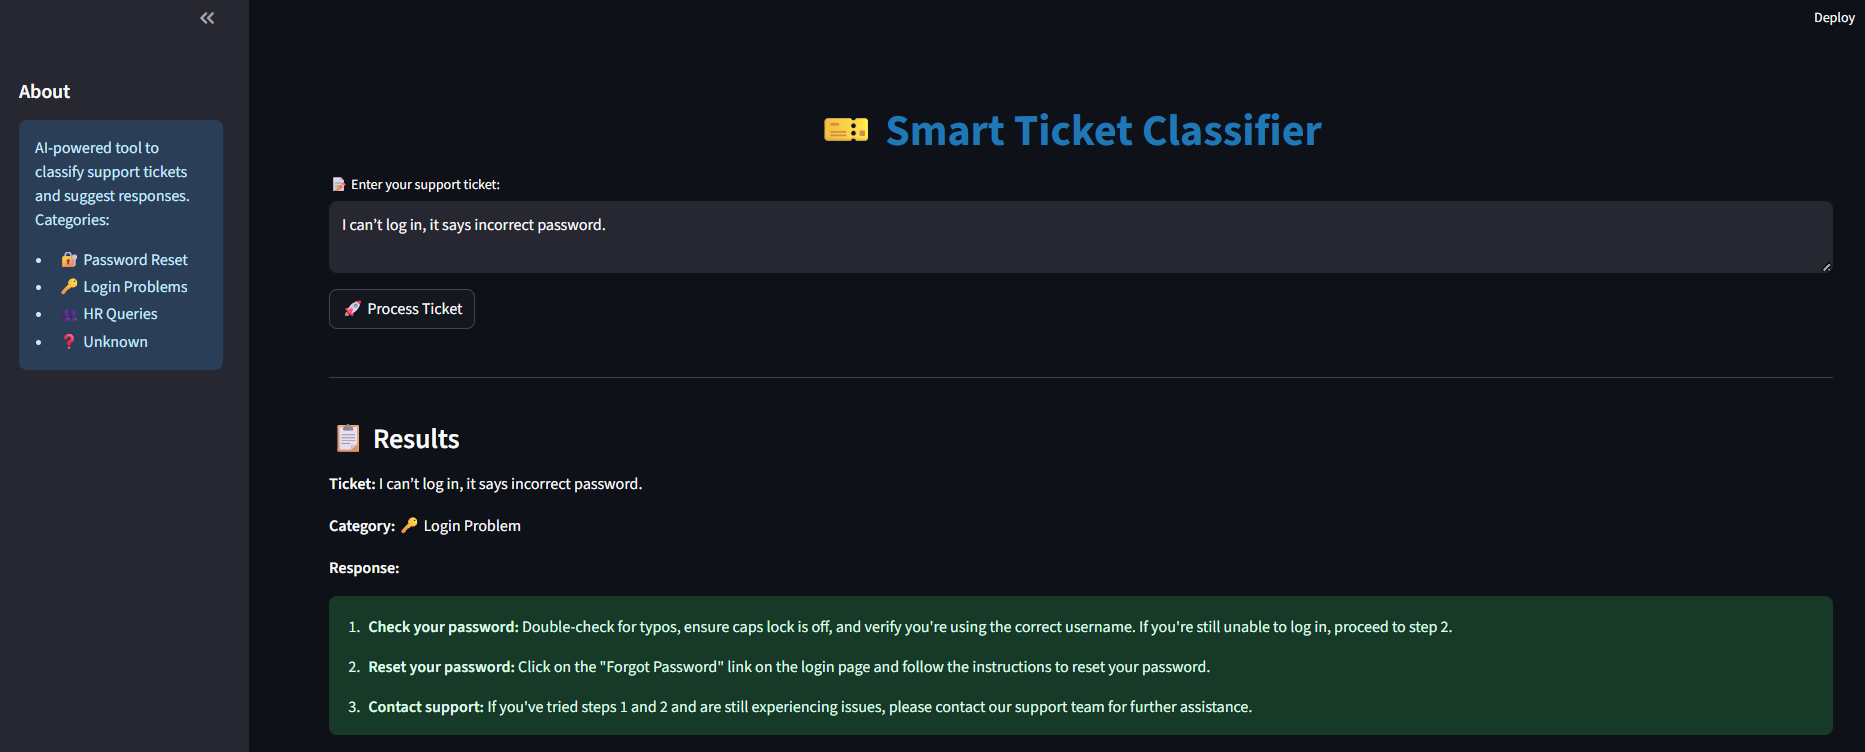 Deploy
About
AI-powered tool to
classify support tickets
and suggest responses.
Categories:
• Password Reset
• Login Problems
• HR Queries
• Unknown
Smart Ticket Classifier
Enter your support ticket:
I can’t log in, it says incorrect password.
Process Ticket
Results
Ticket: I can’t log in, it says incorrect password.
Category: Login Problem
Response:
1. Check your password: Double-check for typos, ensure caps lock is off, and verify you're using the correct username. If you're still unable to log in, proceed to step 2.
2. Reset your password: Click on the "Forgot Password" link on the login page and follow the instructions to reset your password.
3. Contact support: If you've tried steps 1 and 2 and are still experiencing issues, please contact our support team for further assistance.